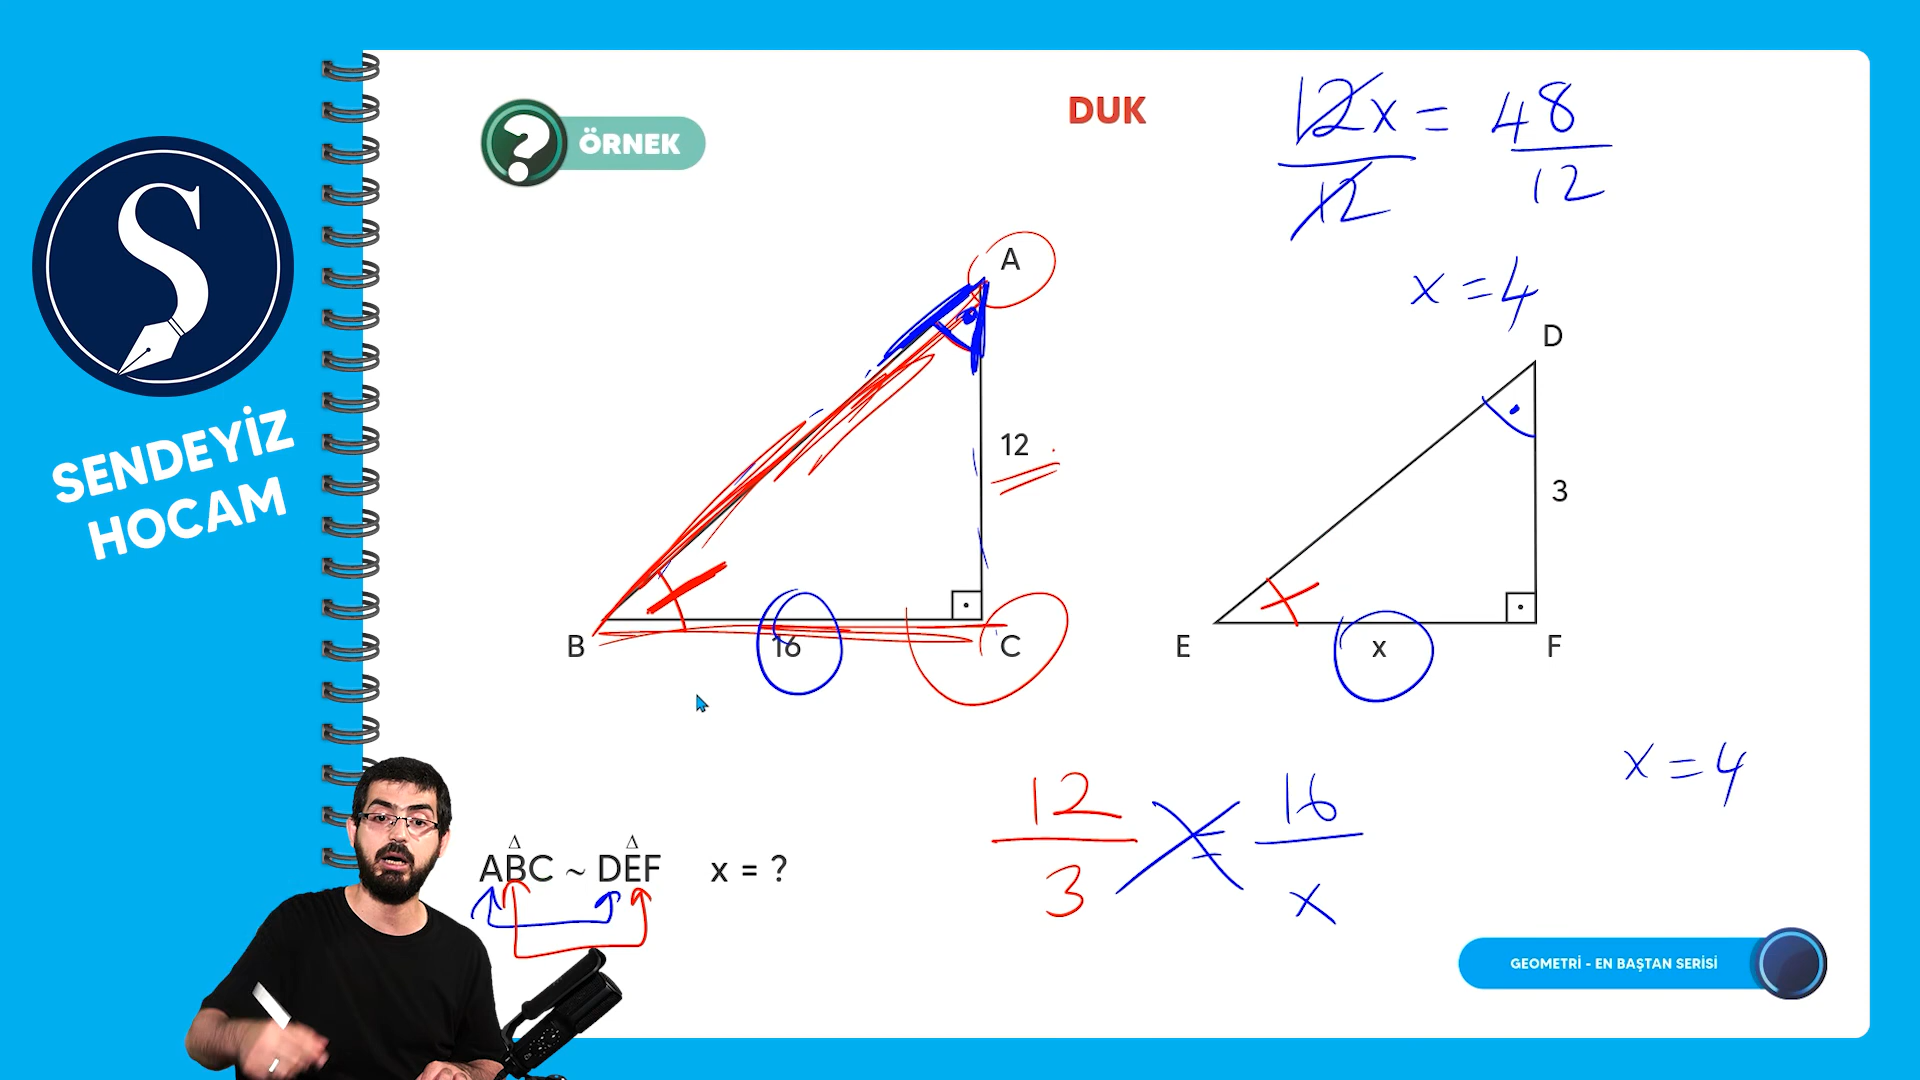 SENDEYİZ
HOCAM
ÖRNEK
DUK
12x = 48
12 12
x = 4
A
12
B
16
C
D
3
E
x
F
ABC ~ DEF x = ?
12 = 16
3 x
x = 4
GEOMETRİ - EN BAŞTAN SERİSİ